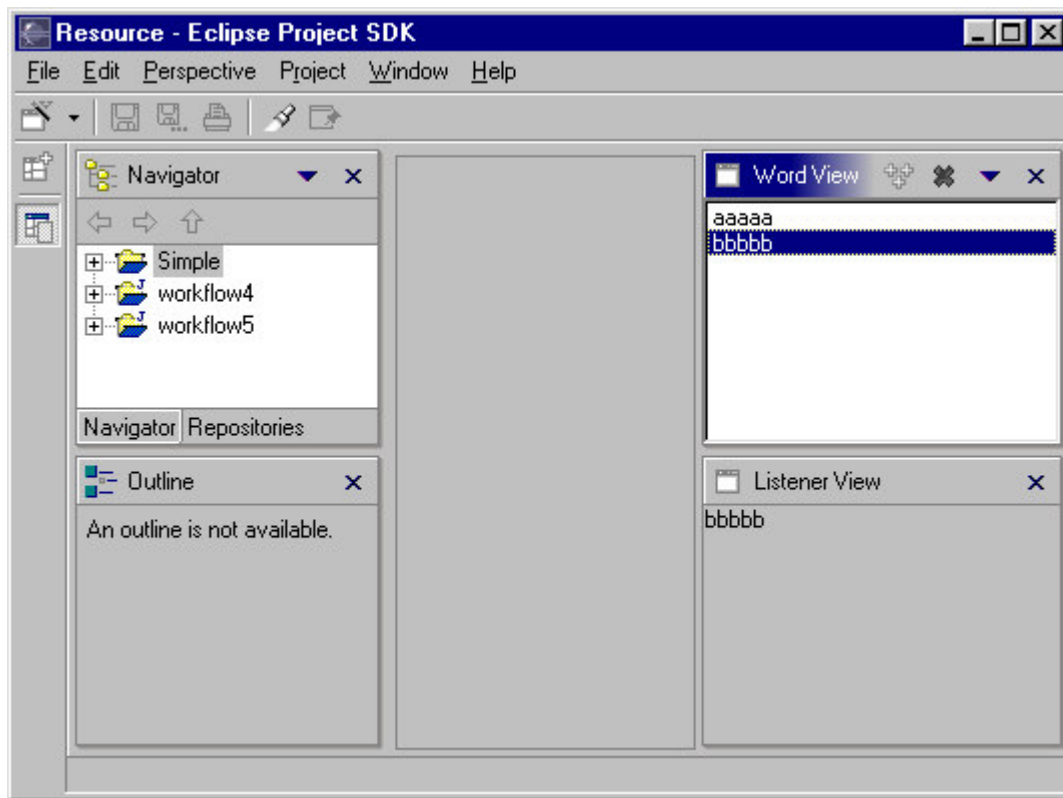 Resource - Eclipse Project SDK
File Edit Perspective Project Window Help
Navigator
Simple
workflow4
workflow5
Navigator Repositories
Outline
An outline is not available.
Word View
aaaaa
bbbbb
Listener View
bbbbb